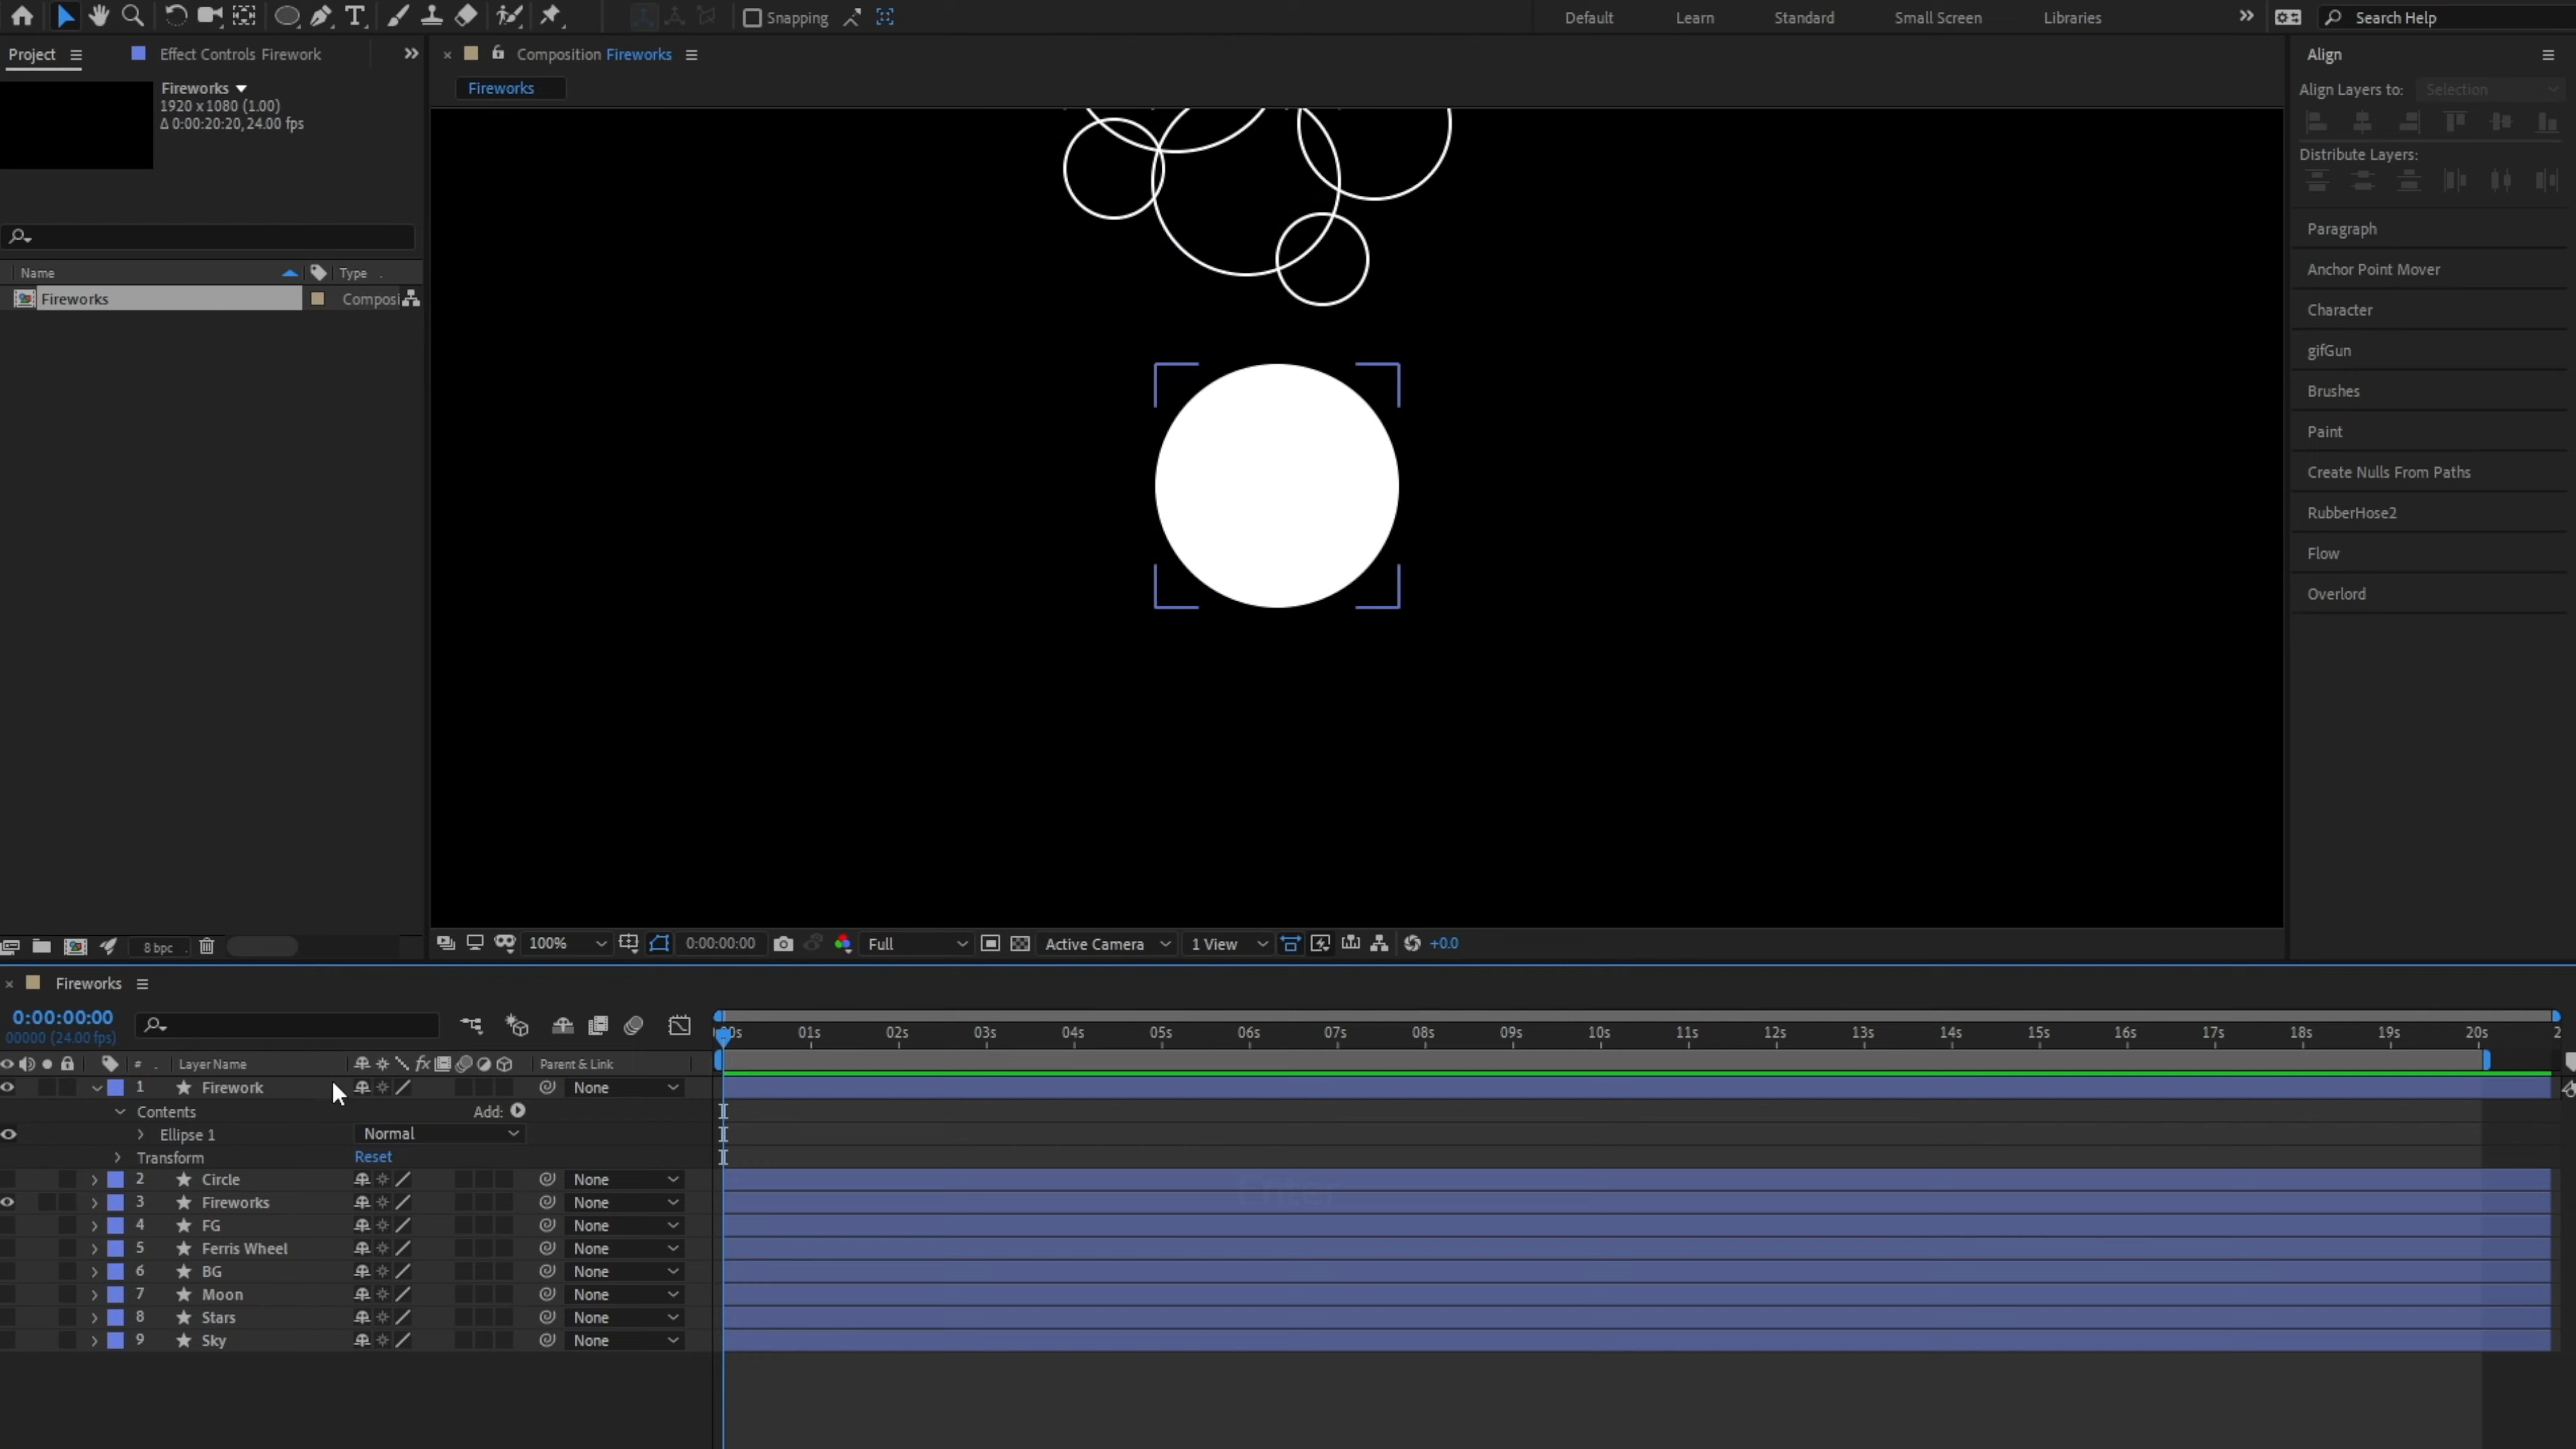 Snapping
Default
Learn
Standard
Small Screen
Libraries
Search Help
Project
Effect Controls Firework
Composition Fireworks
Align
Fireworks
1920 x 1080 (1.00)
Δ 0:00:20:20, 24.00 fps
Fireworks
Align Layers to:
Selection
Distribute Layers:
Paragraph
Anchor Point Mover
Character
gifGun
Brushes
Paint
Create Nulls From Paths
RubberHose2
Flow
Overlord
Name
Type
Fireworks
Composi
8 bpc
100%
0:00:00:00
Full
Active Camera
1 View
+0.0
Fireworks
0:00:00:00
00000 (24.00 fps)
00s 01s 02s 03s 04s 05s 06s 07s 08s 09s 10s 11s 12s 13s 14s 15s 16s 17s 18s 19s 20s 2
# Layer Name fx Parent & Link
1 Firework None
Contents Add:
Ellipse 1 Normal
Transform Reset
2 Circle None
3 Fireworks None
4 FG None
5 Ferris Wheel None
6 BG None
7 Moon None
8 Stars None
9 Sky None